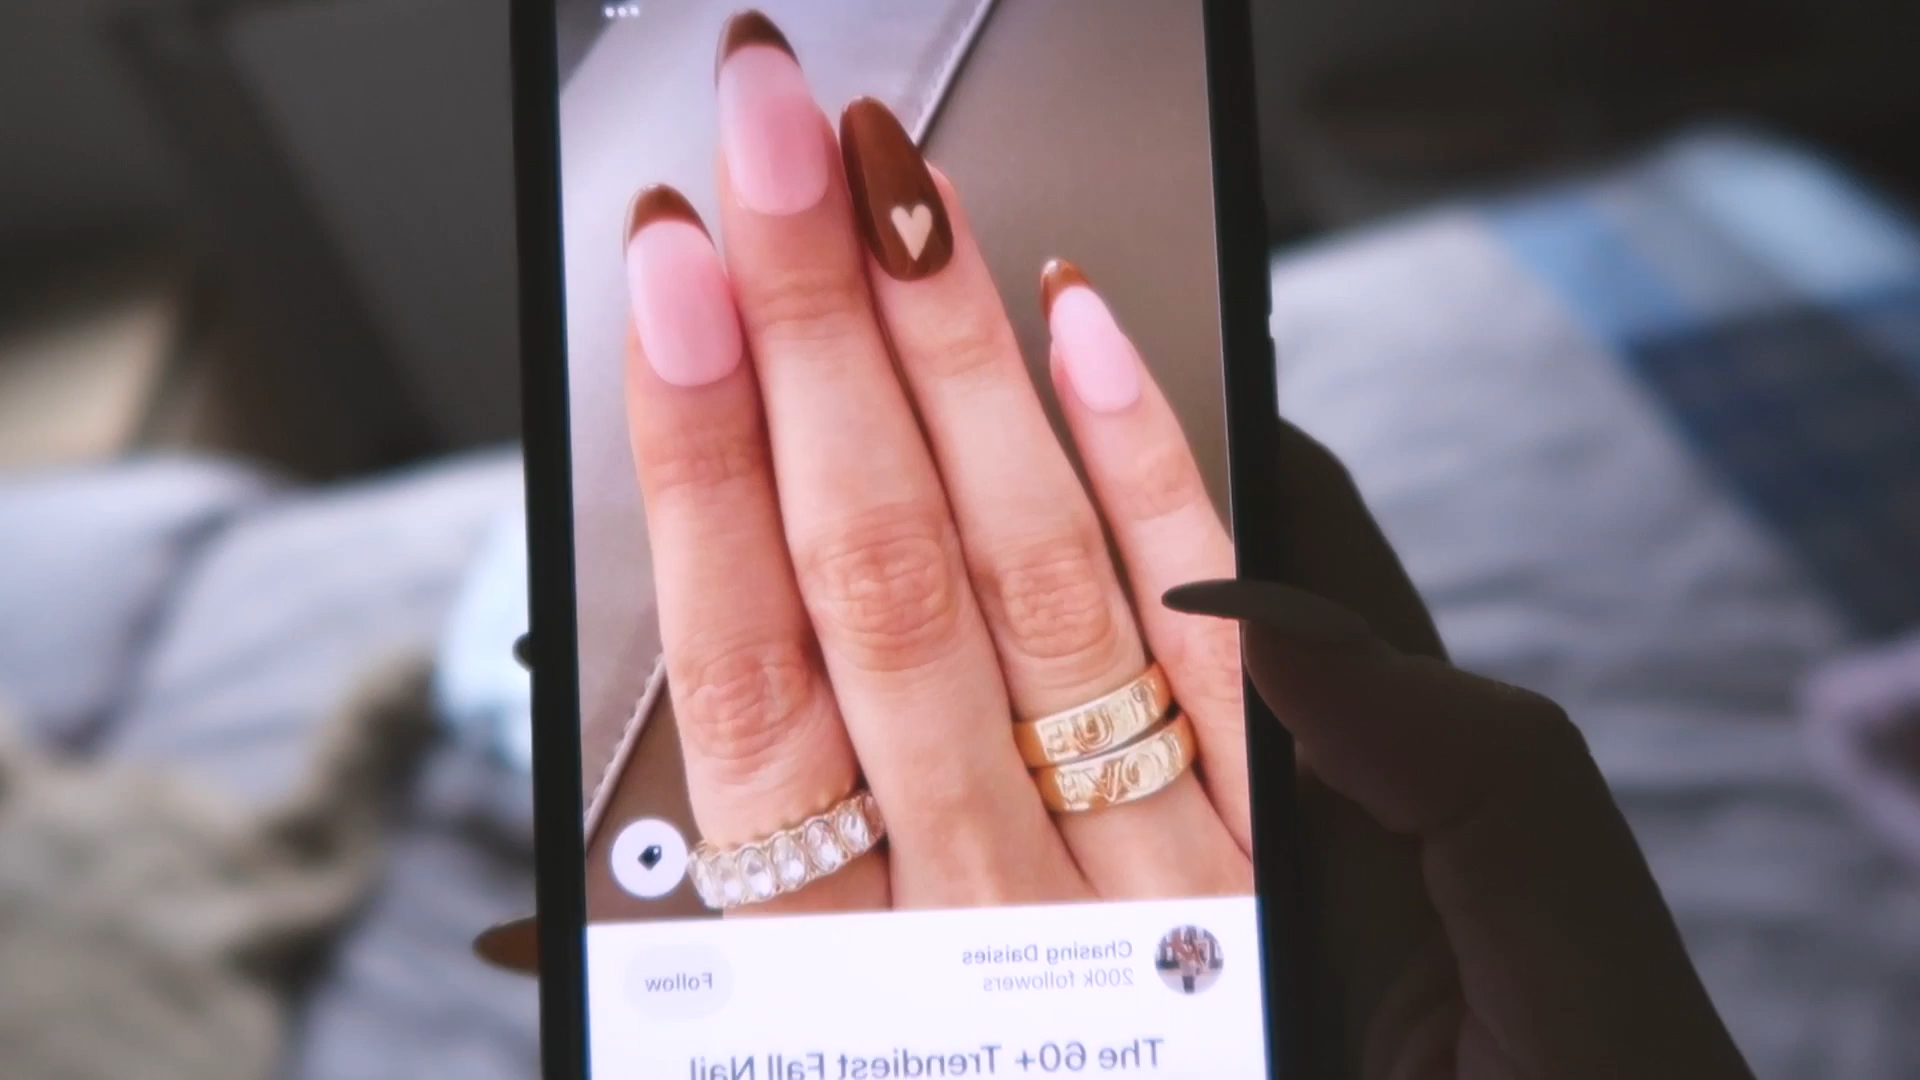 Chasing Daisies
200k followers
Follow
The 60+ Trendiest Fall Nail